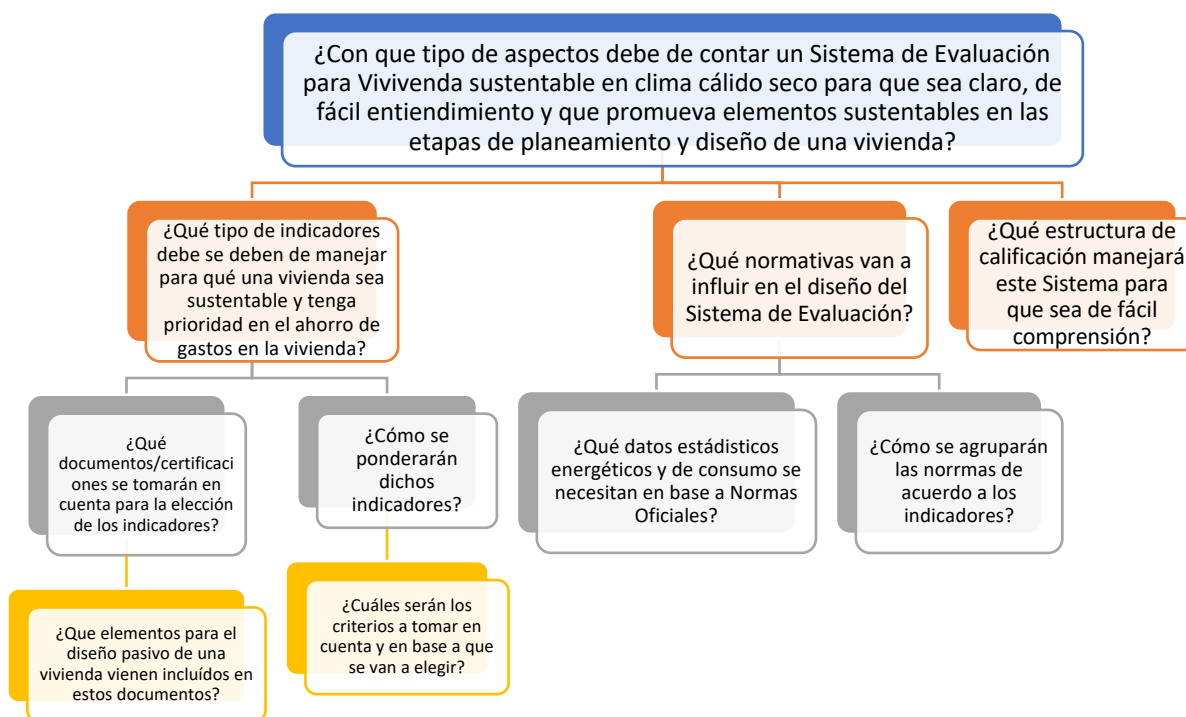 ¿Con que tipo de aspectos debe de contar un Sistema de Evaluación
para Vivivenda sustentable en clima cálido seco para que sea claro, de
fácil entiendimiento y que promueva elementos sustentables en las
etapas de planeamiento y diseño de una vivienda?
¿Qué tipo de indicadores
debe se deben de manejar
para qué una vivienda sea
sustentable y tenga
prioridad en el ahorro de
gastos en la vivienda?
¿Qué normativas van a
influir en el diseño del
Sistema de Evaluación?
¿Qué estructura de
calificación manejará
este Sistema para
que sea de fácil
comprensión?
¿Qué
documentos/certificaci
ones se tomarán en
cuenta para la elección
de los indicadores?
¿Cómo se
ponderarán
dichos
indicadores?
¿Qué datos estádisticos
energéticos y de consumo se
necesitan en base a Normas
Oficiales?
¿Cómo se agruparán
las norrmas de
acuerdo a los
indicadores?
¿Que elementos para el
diseño pasivo de una
vivienda vienen incluídos en
estos documentos?
¿Cuáles serán los
criterios a tomar en
cuenta y en base a que
se van a elegir?